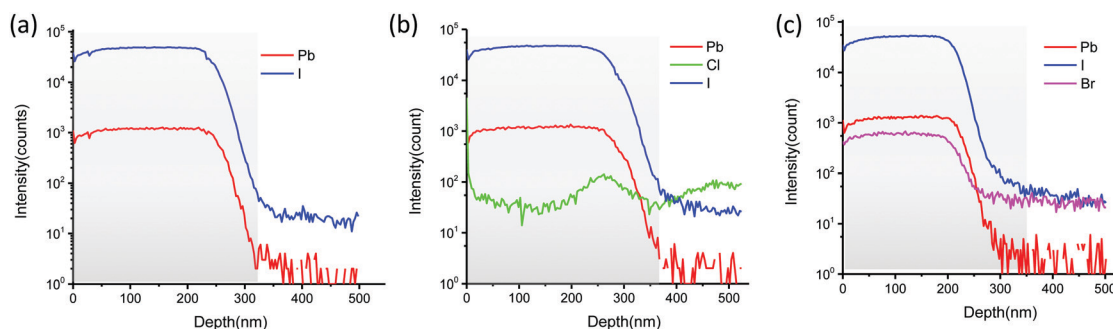 (a)
Intensity(counts)
10^5
10^4
10^3
10^2
10^1
10^0
0 100 200 300 400 500
Depth(nm)
Pb
I
(b)
Intensity(count)
10^5
10^4
10^3
10^2
10^1
10^0
0 100 200 300 400 500
Depth(nm)
Pb
Cl
I
(c)
Intensity(count)
10^5
10^4
10^3
10^2
10^1
10^0
0 100 200 300 400 500
Depth(nm)
Pb
I
Br